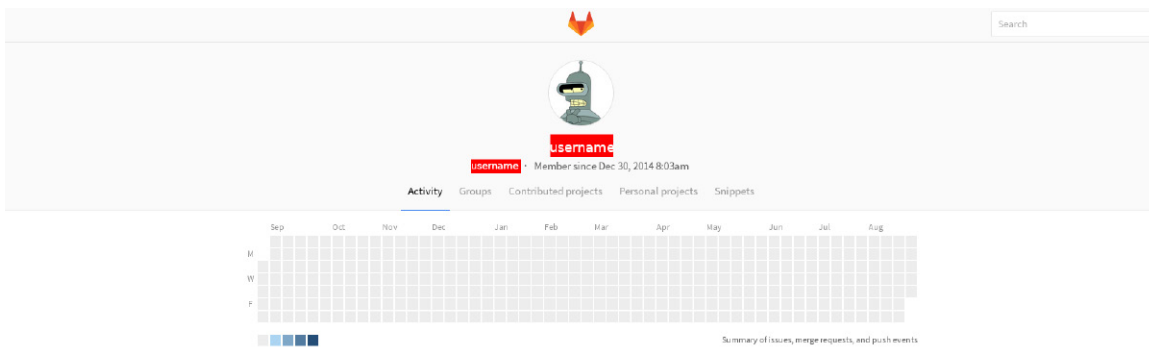 Search
username
username · Member since Dec 30, 2014 8:03am
Activity Groups Contributed projects Personal projects Snippets
Sep Oct Nov Dec Jan Feb Mar Apr May Jun Jul Aug
M
W
F
Summary of issues, merge requests, and push events